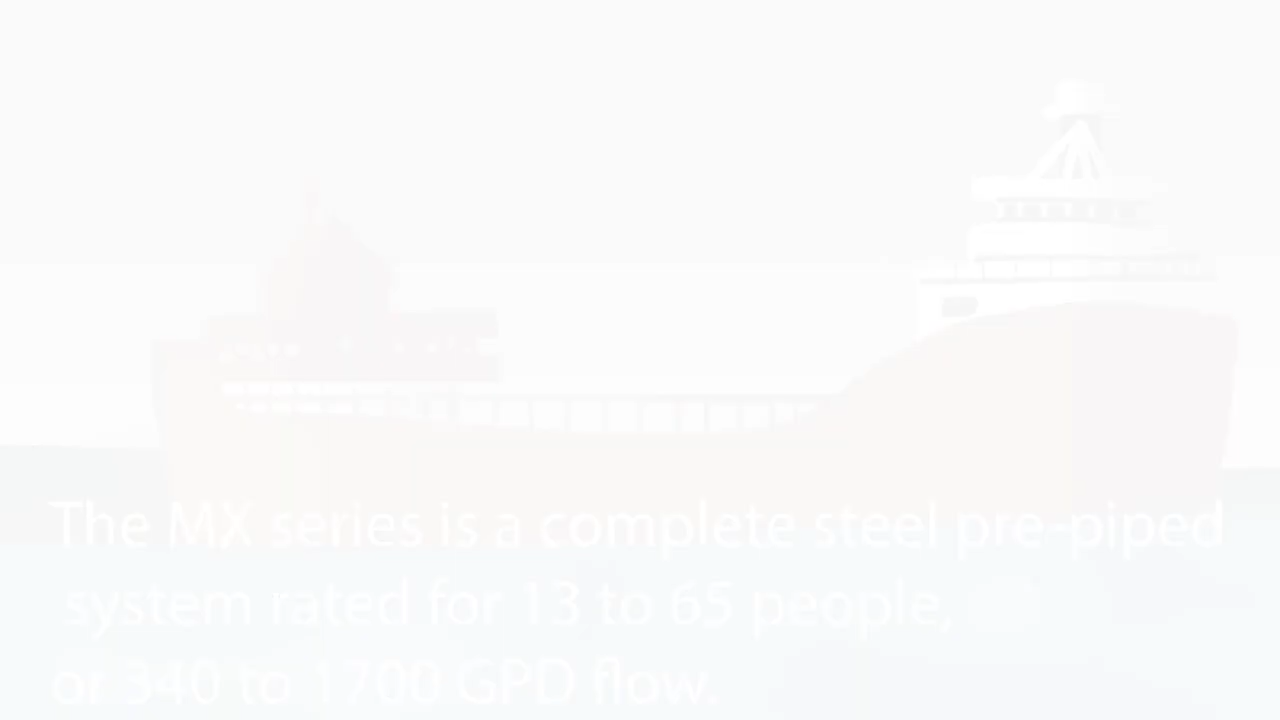 The MX series is a complete steel pre-piped
system rated for 13 to 65 people,
or 340 to 1700 GPD flow.